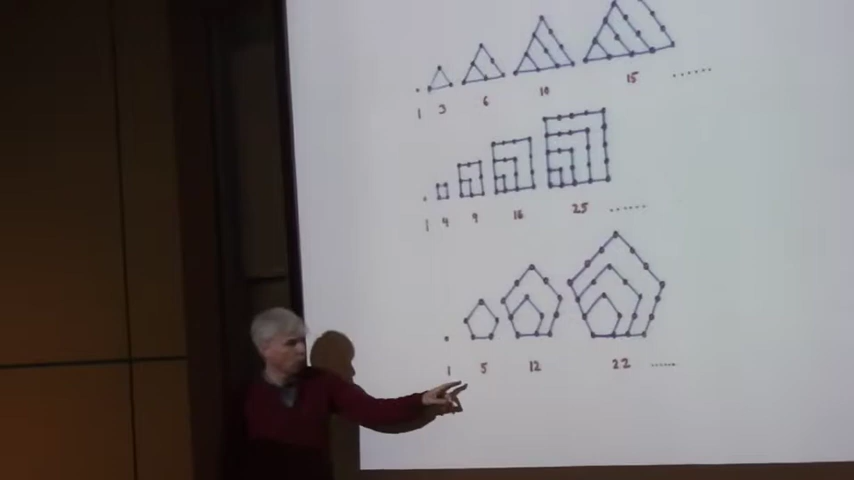 1 3 6 10 15 ......
1 4 9 16 25 ......
1 5 12 22 ......